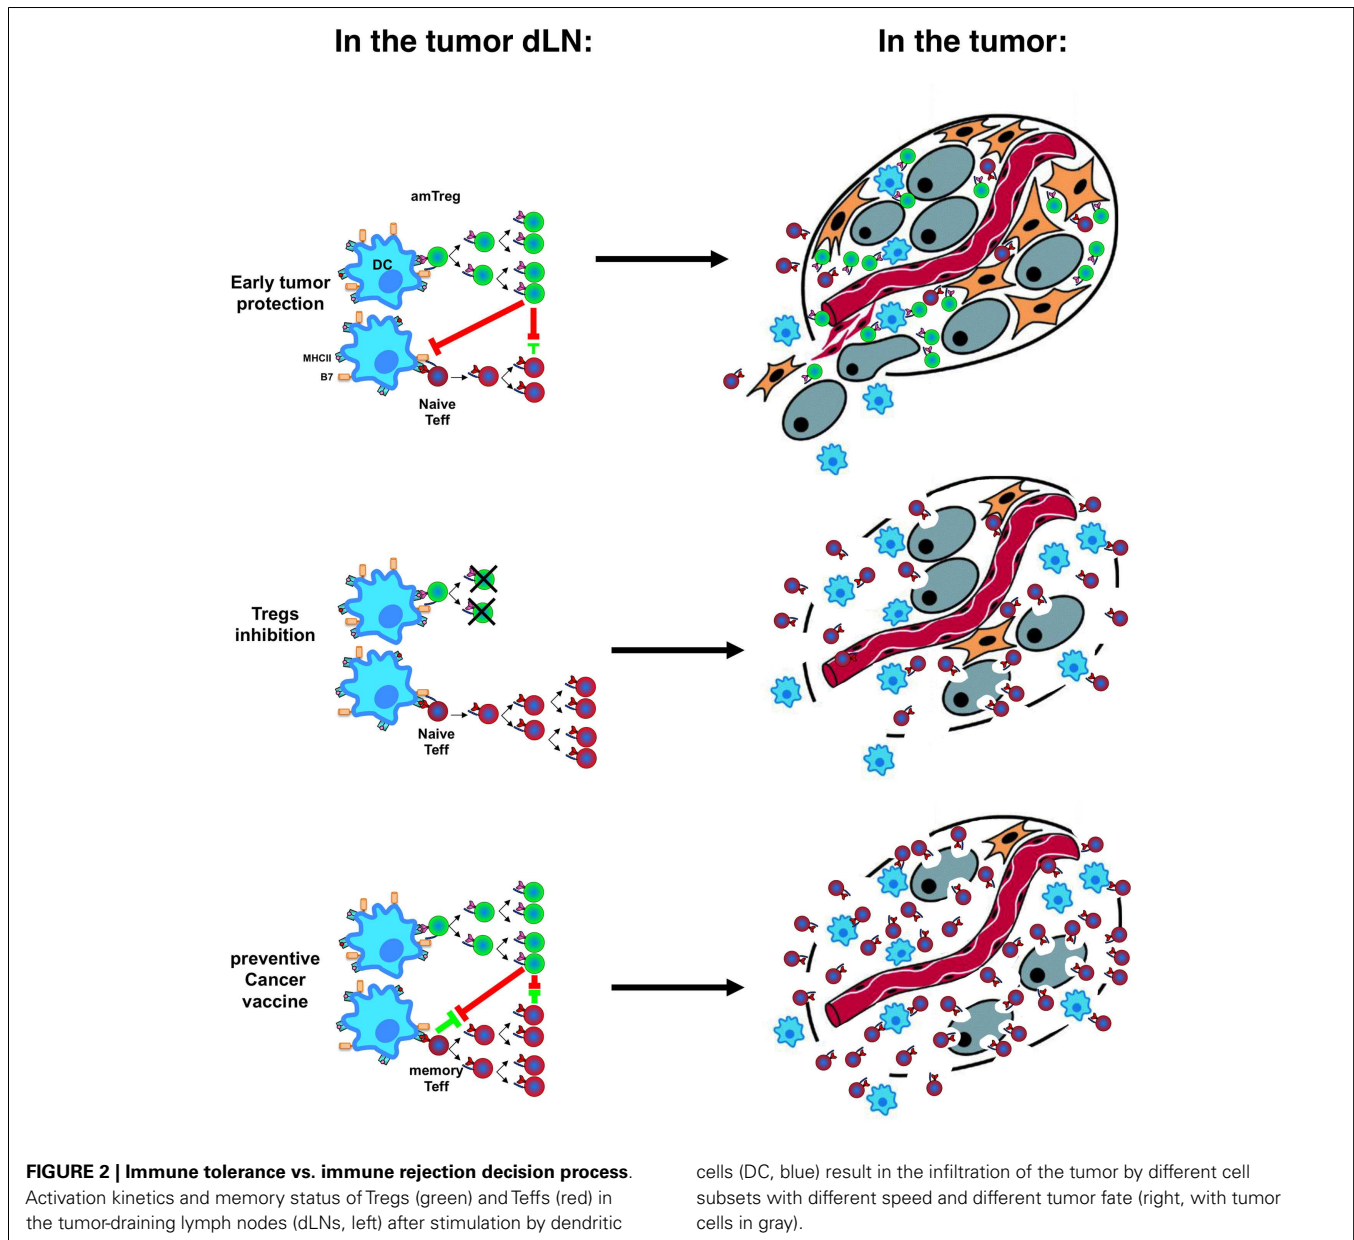 In the tumor dLN:
In the tumor:
amTreg
DC
Early tumor
protection
MHCII
B7
Naive
Teff
Tregs
inhibition
Naive
Teff
preventive
Cancer
vaccine
memory
Teff
FIGURE 2 | Immune tolerance vs. immune rejection decision process.
Activation kinetics and memory status of Tregs (green) and Teffs (red) in
the tumor-draining lymph nodes (dLNs, left) after stimulation by dendritic
cells (DC, blue) result in the infiltration of the tumor by different cell
subsets with different speed and different tumor fate (right, with tumor
cells in gray).